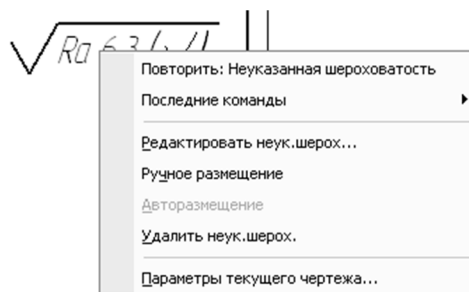 Ra 6,3 (√)
Повторить: Неуказанная шероховатость
Последние команды
Редактировать неук.шерох...
Ручное размещение
Авторазмещение
Удалить неук.шерох.
Параметры текущего чертежа...